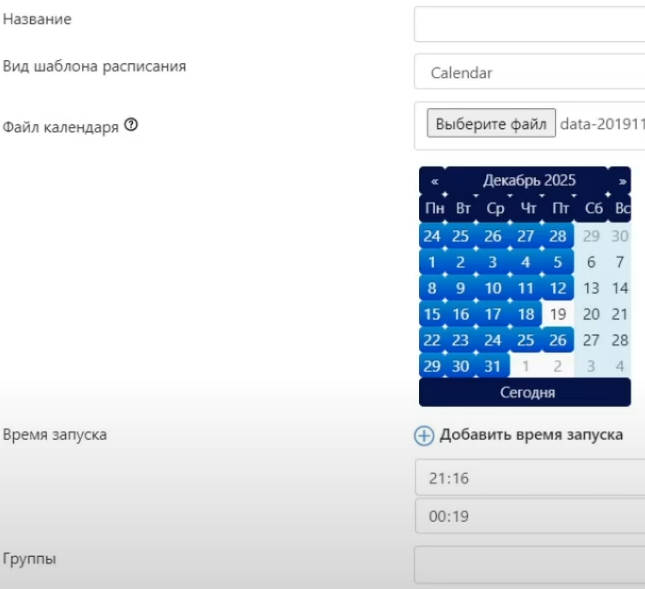 Название
Вид шаблона расписания
Calendar
Файл календаря ?
Выберите файл data-201911
« Декабрь 2025 »
Пн Вт Ср Чт Пт Сб Вс
24 25 26 27 28 29 30
1 2 3 4 5 6 7
8 9 10 11 12 13 14
15 16 17 18 19 20 21
22 23 24 25 26 27 28
29 30 31 1 2 3 4
Сегодня
Время запуска
Добавить время запуска
21:16
00:19
Группы